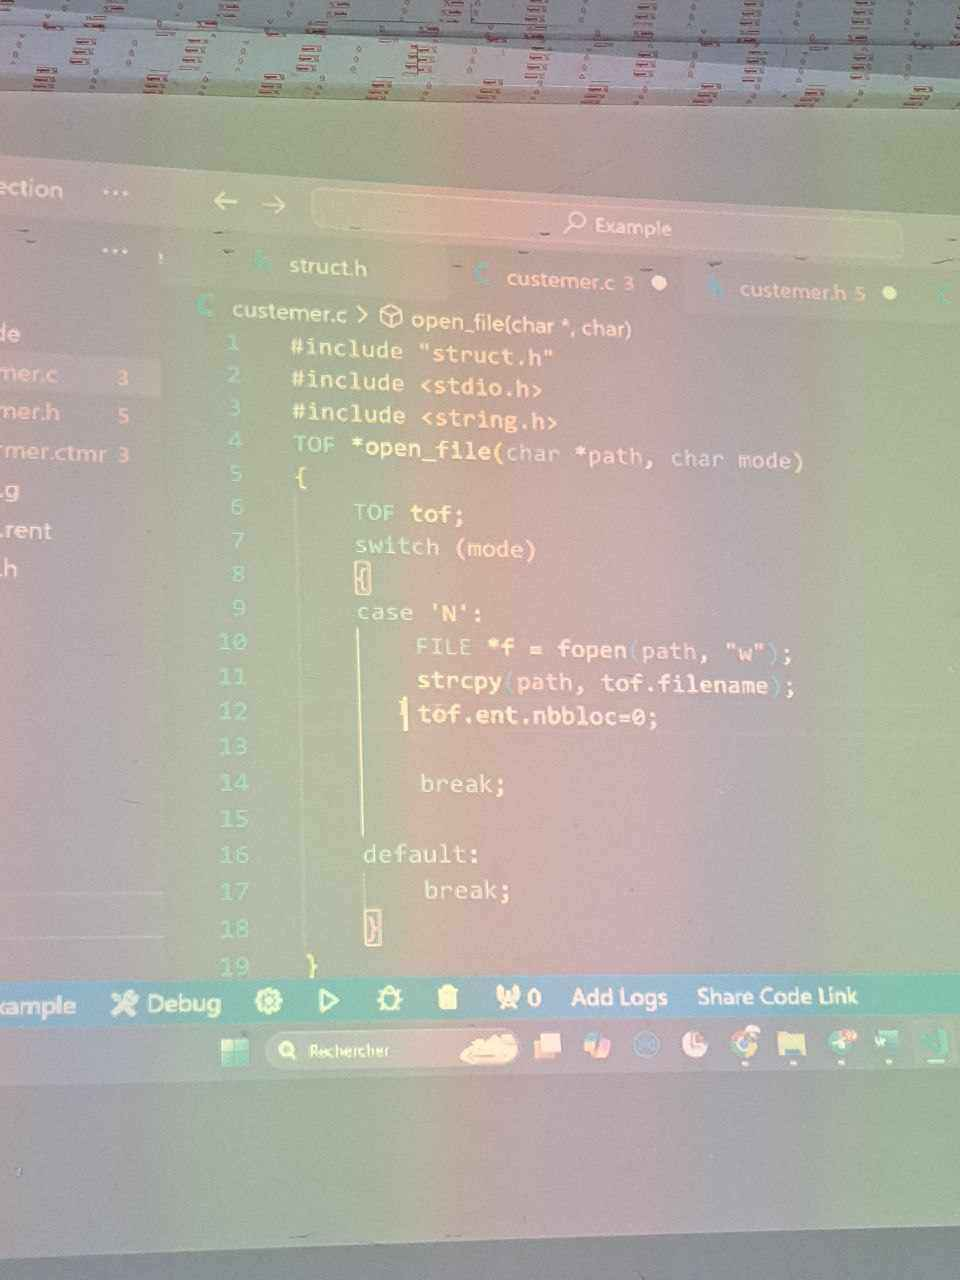 ection ...
Example
...
struct.h custemer.c 3 custemer.h 5
custemer.c > open_file(char *, char)
de
mer.c 3
mer.h 5
rmer.ctmr 3
.g
.rent
.h
1 #include "struct.h"
2 #include <stdio.h>
3 #include <string.h>
4 TOF *open_file(char *path, char mode)
5 {
6 TOF tof;
7 switch (mode)
8 {
9 case 'N':
10 FILE *f = fopen(path, "w");
11 strcpy(path, tof.filename);
12 tof.ent.nbbloc=0;
13
14 break;
15
16 default:
17 break;
18 }
19 }
xample Debug 0 Add Logs Share Code Link
Rechercher